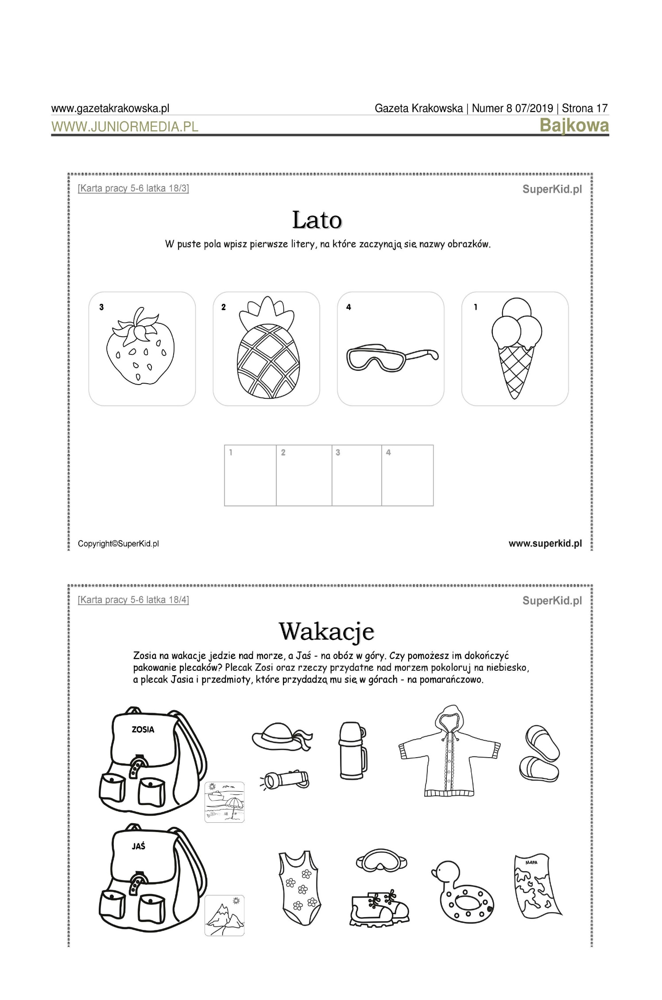 www.gazetakrakowska.pl
Gazeta Krakowska | Numer 8 07/2019 | Strona 17
WWW.JUNIORMEDIA.PL
Bajkowa
[Karta pracy 5-6 latka 18/3]
SuperKid.pl
Lato
W puste pola wpisz pierwsze litery, na które zaczynają się nazwy obrazków.
3
2
4
1
1
2
3
4
Copyright©SuperKid.pl
www.superkid.pl
[Karta pracy 5-6 latka 18/4]
SuperKid.pl
Wakacje
Zosia na wakacje jedzie nad morze, a Jaś - na obóz w góry. Czy pomożesz im dokończyć
pakowanie plecaków? Plecak Zosi oraz rzeczy przydatne nad morzem pokoloruj na niebiesko,
a plecak Jasia i przedmioty, które przydadzą mu się w górach - na pomarańczowo.
ZOSIA
JAŚ
MAPA